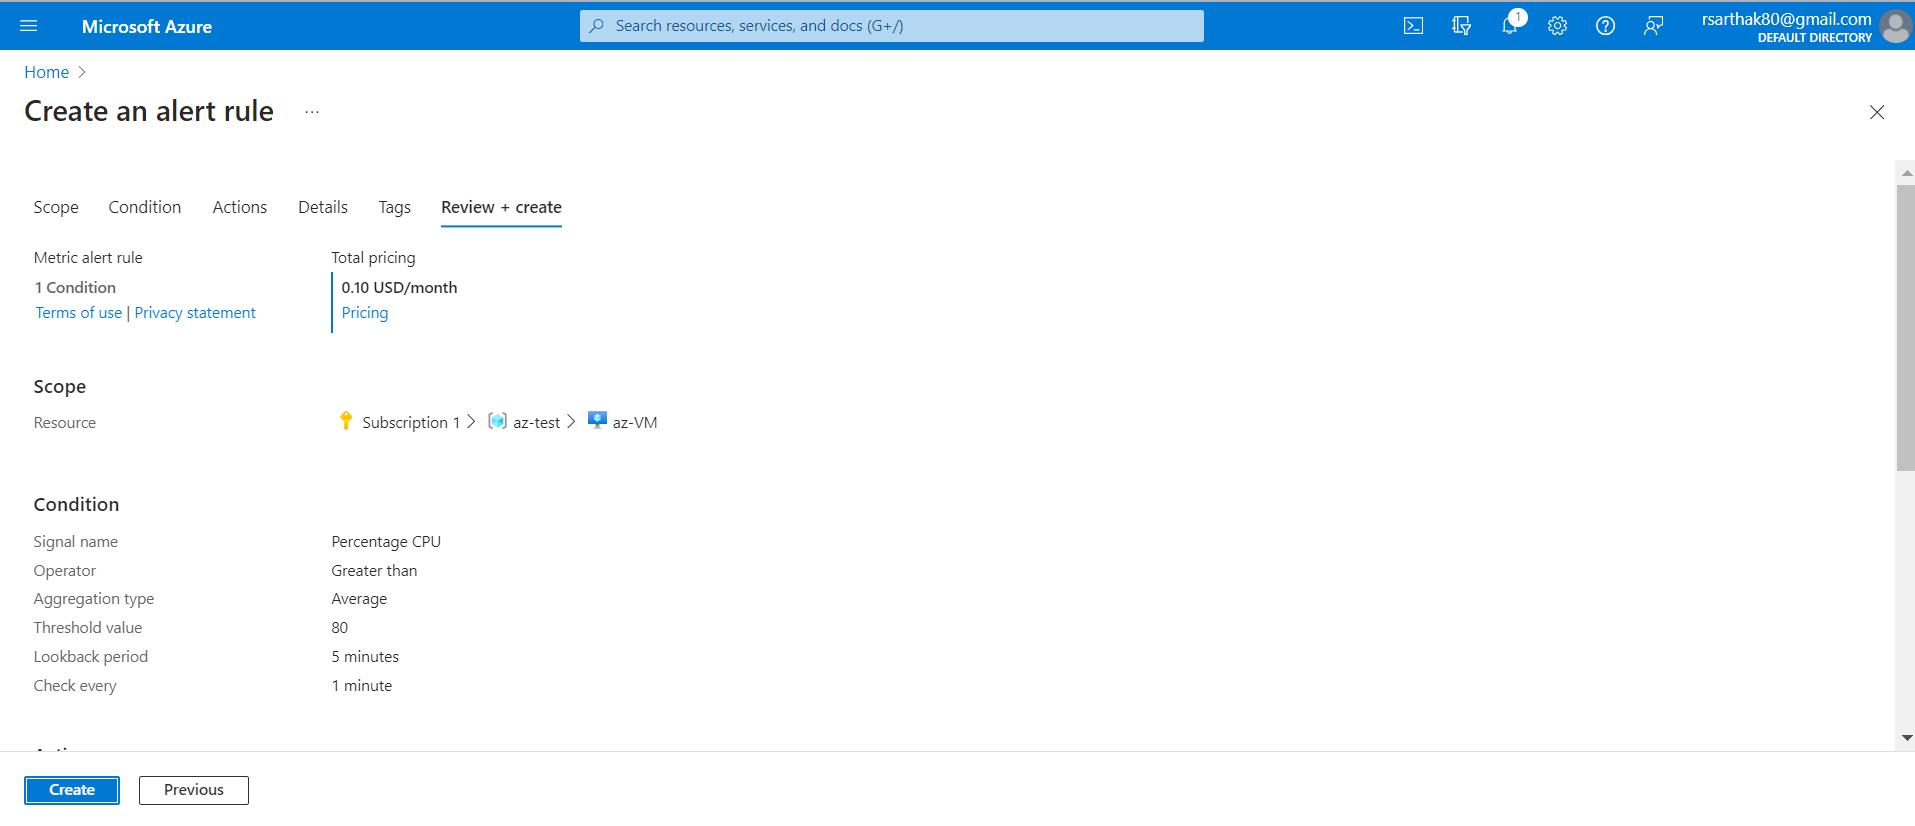 Microsoft Azure
Search resources, services, and docs (G+/)
1
rsarthak80@gmail.com
DEFAULT DIRECTORY
Home
Create an alert rule ...
Scope Condition Actions Details Tags Review + create
Metric alert rule Total pricing
1 Condition 0.10 USD/month
Terms of use | Privacy statement Pricing
Scope
Resource Subscription 1 > az-test > az-VM
Condition
Signal name Percentage CPU
Operator Greater than
Aggregation type Average
Threshold value 80
Lookback period 5 minutes
Check every 1 minute
Create Previous